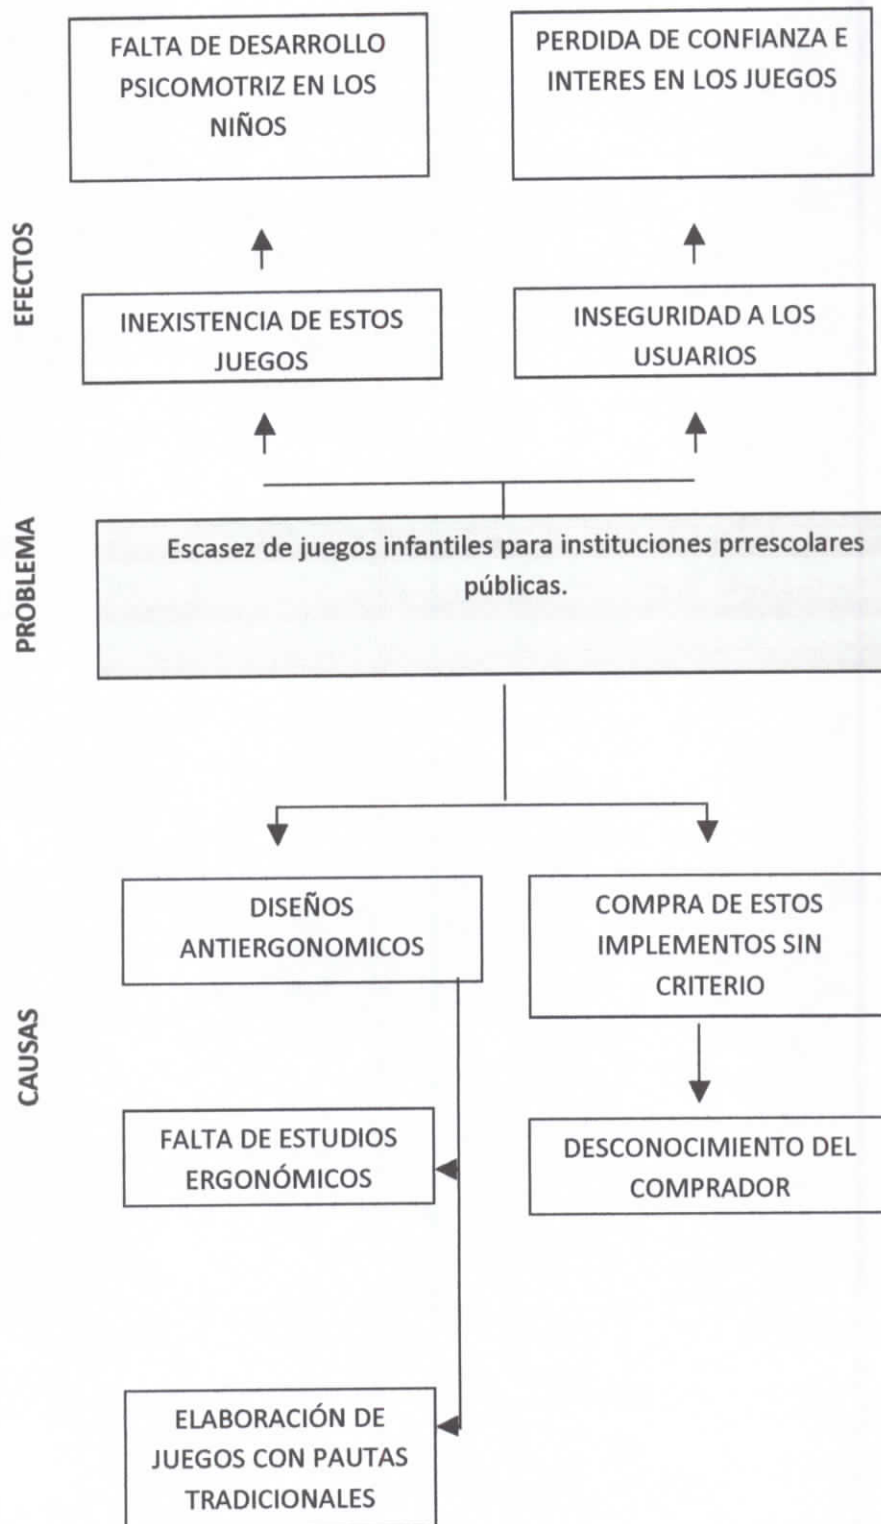 FALTA DE DESARROLLO
PSICOMOTRIZ EN LOS
NIÑOS
PERDIDA DE CONFIANZA E
INTERES EN LOS JUEGOS
EFECTOS
INEXISTENCIA DE ESTOS
JUEGOS
INSEGURIDAD A LOS
USUARIOS
PROBLEMA
Escasez de juegos infantiles para instituciones prrescolares
públicas.
CAUSAS
DISEÑOS
ANTIERGONOMICOS
COMPRA DE ESTOS
IMPLEMENTOS SIN
CRITERIO
FALTA DE ESTUDIOS
ERGONÓMICOS
DESCONOCIMIENTO DEL
COMPRADOR
ELABORACIÓN DE
JUEGOS CON PAUTAS
TRADICIONALES